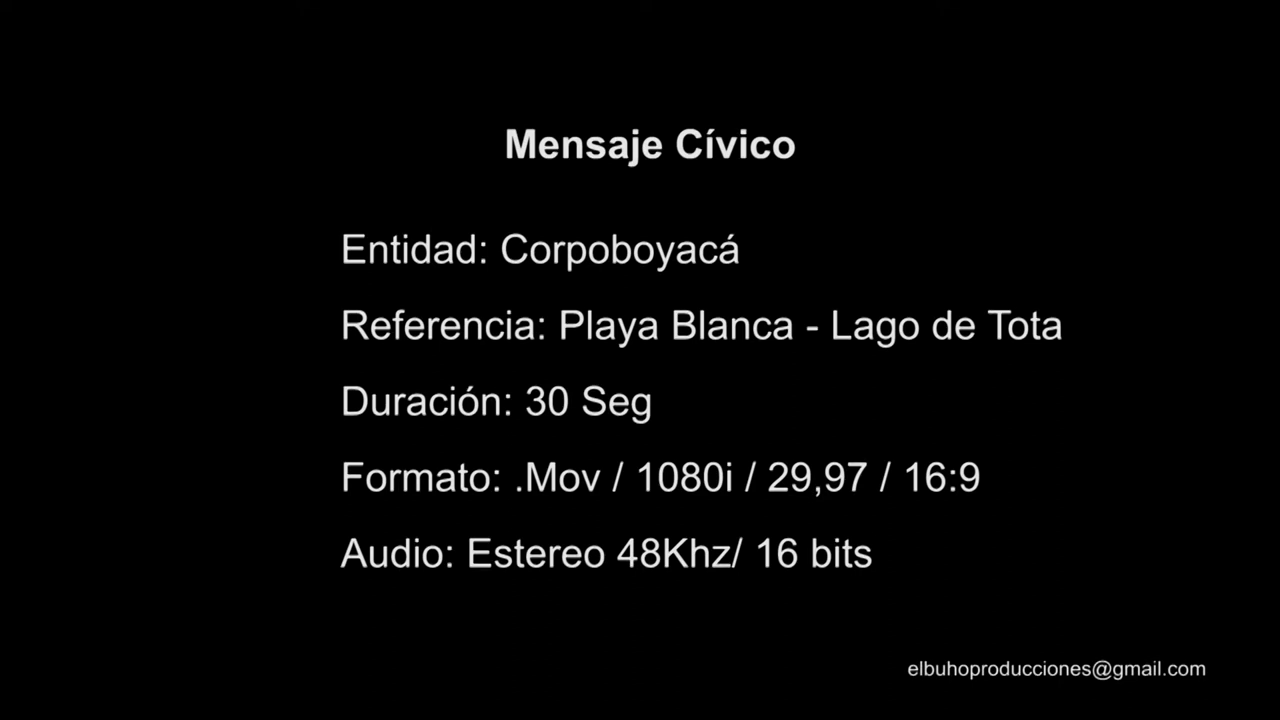 Mensaje Cívico
Entidad: Corpoboyacá
Referencia: Playa Blanca - Lago de Tota
Duración: 30 Seg
Formato: .Mov / 1080i / 29,97 / 16:9
Audio: Estereo 48Khz/ 16 bits
elbuhoproducciones@gmail.com